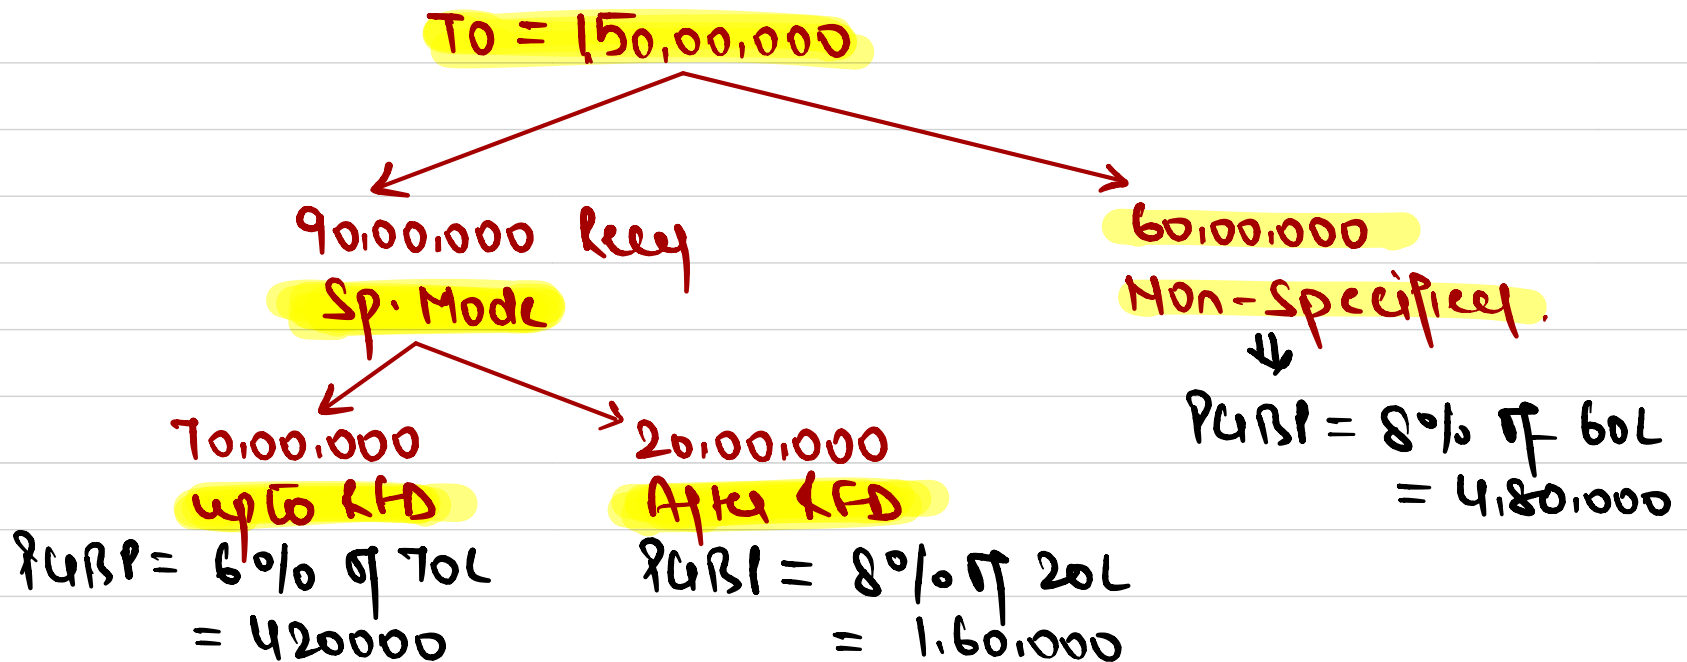 TO = 150,00,000
90,00,000 Recd
Sp. Mode
60,00,000
Non-Specified.
70,00,000
upto RFD
PGBP = 6% of 70L
= 420000
20,00,000
After RFD
PGBP = 8% of 20L
= 1,60,000
PGBP = 8% of 60L
= 4,80,000